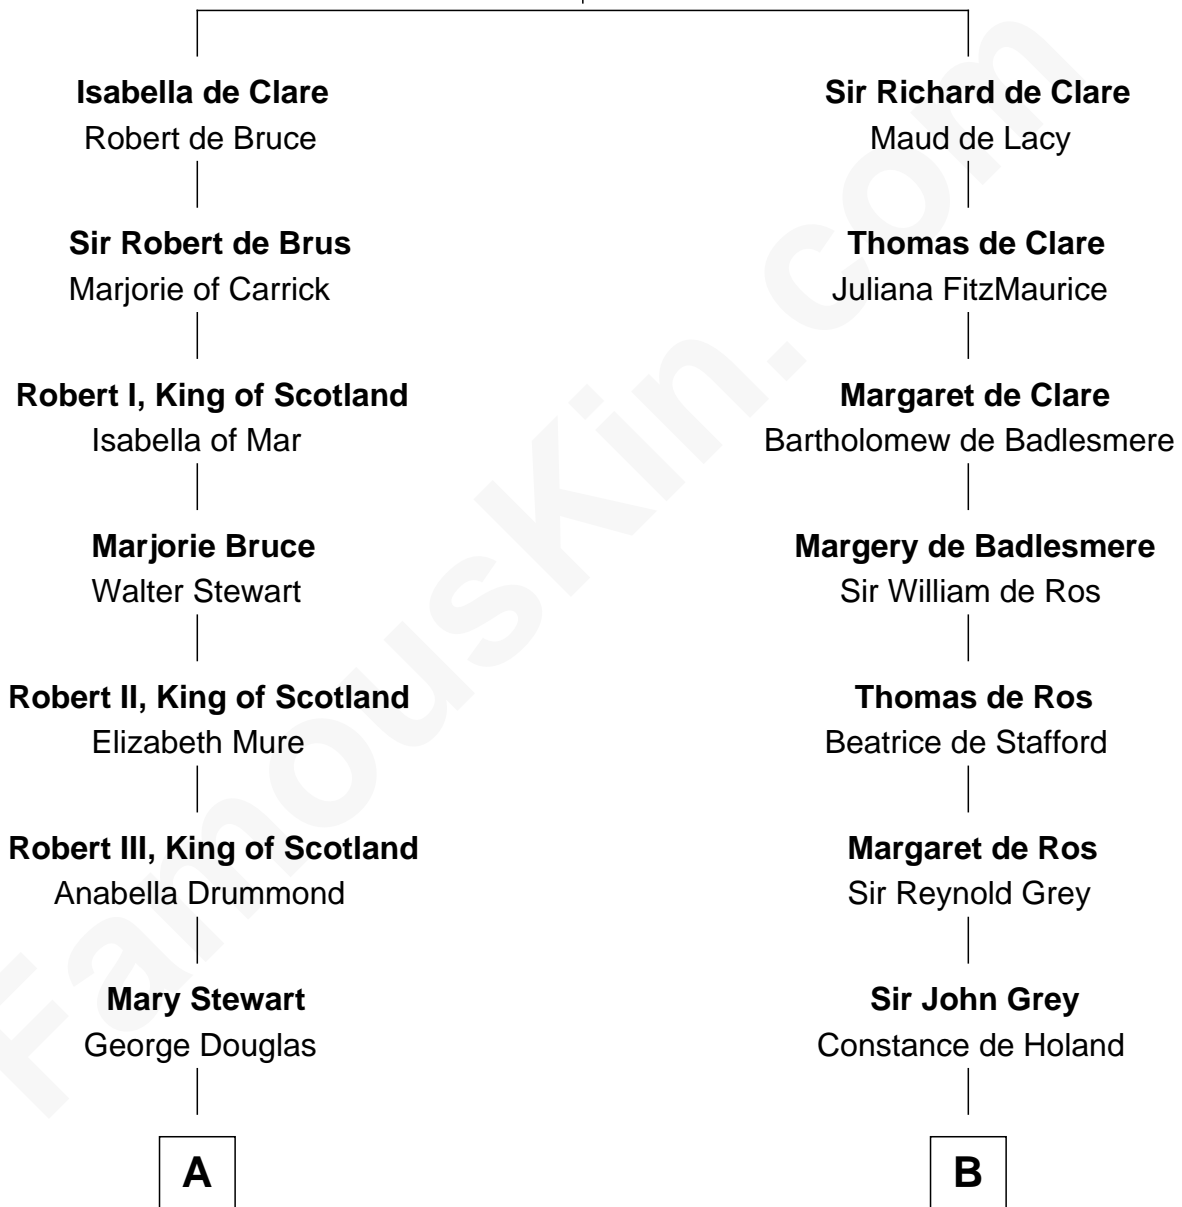 Isabella de Clare
Robert de Bruce
Sir Robert de Brus
Marjorie of Carrick
Robert I, King of Scotland
Isabella of Mar
Marjorie Bruce
Walter Stewart
Robert II, King of Scotland
Elizabeth Mure
Robert III, King of Scotland
Anabella Drummond
Mary Stewart
George Douglas
A
Sir Richard de Clare
Maud de Lacy
Thomas de Clare
Juliana FitzMaurice
Margaret de Clare
Bartholomew de Badlesmere
Margery de Badlesmere
Sir William de Ros
Thomas de Ros
Beatrice de Stafford
Margaret de Ros
Sir Reynold Grey
Sir John Grey
Constance de Holand
B
FamousKin.com